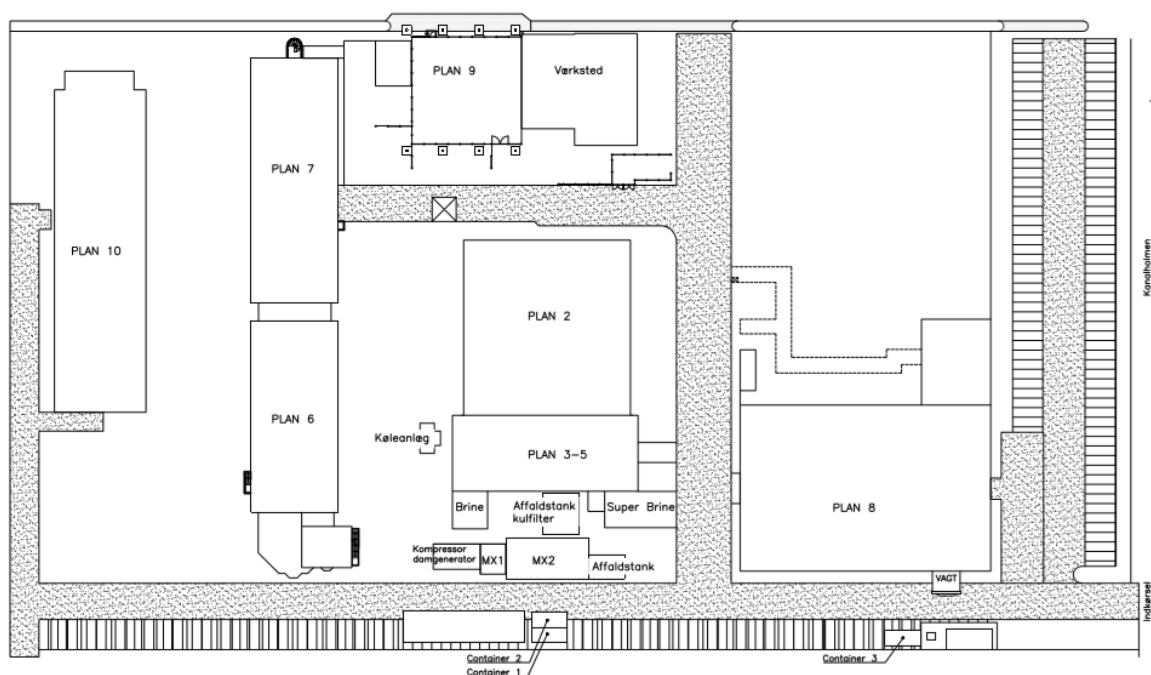 PLAN 9
Værksted
PLAN 7
PLAN 10
Kanalholmen
PLAN 2
PLAN 6
Køleanlæg
PLAN 3-5
Brine
Affaldstank
kulfilter
Super Brine
PLAN 8
Kompressor
damgenerator
MX1
MX2
Affaldstank
VAGT
Indkørsel
Container 2
Container 1
Container 3